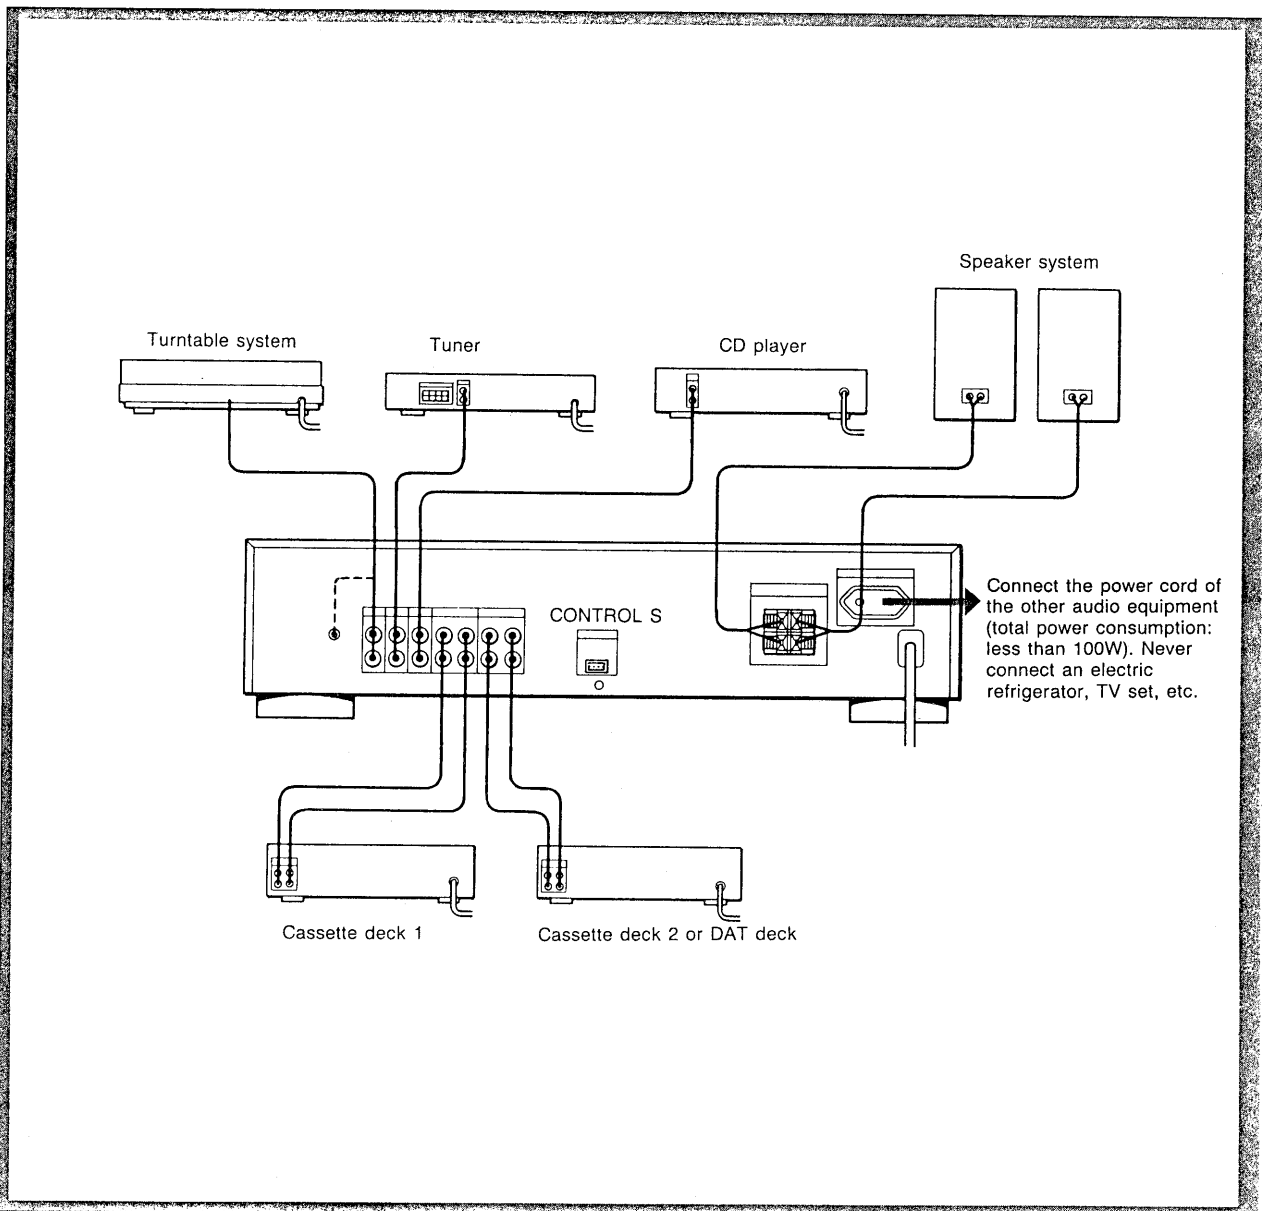 Speaker system
Turntable system
Tuner
CD player
CONTROL S
Connect the power cord of
the other audio equipment
(total power consumption:
less than 100W). Never
connect an electric
refrigerator, TV set, etc.
Cassette deck 1
Cassette deck 2 or DAT deck